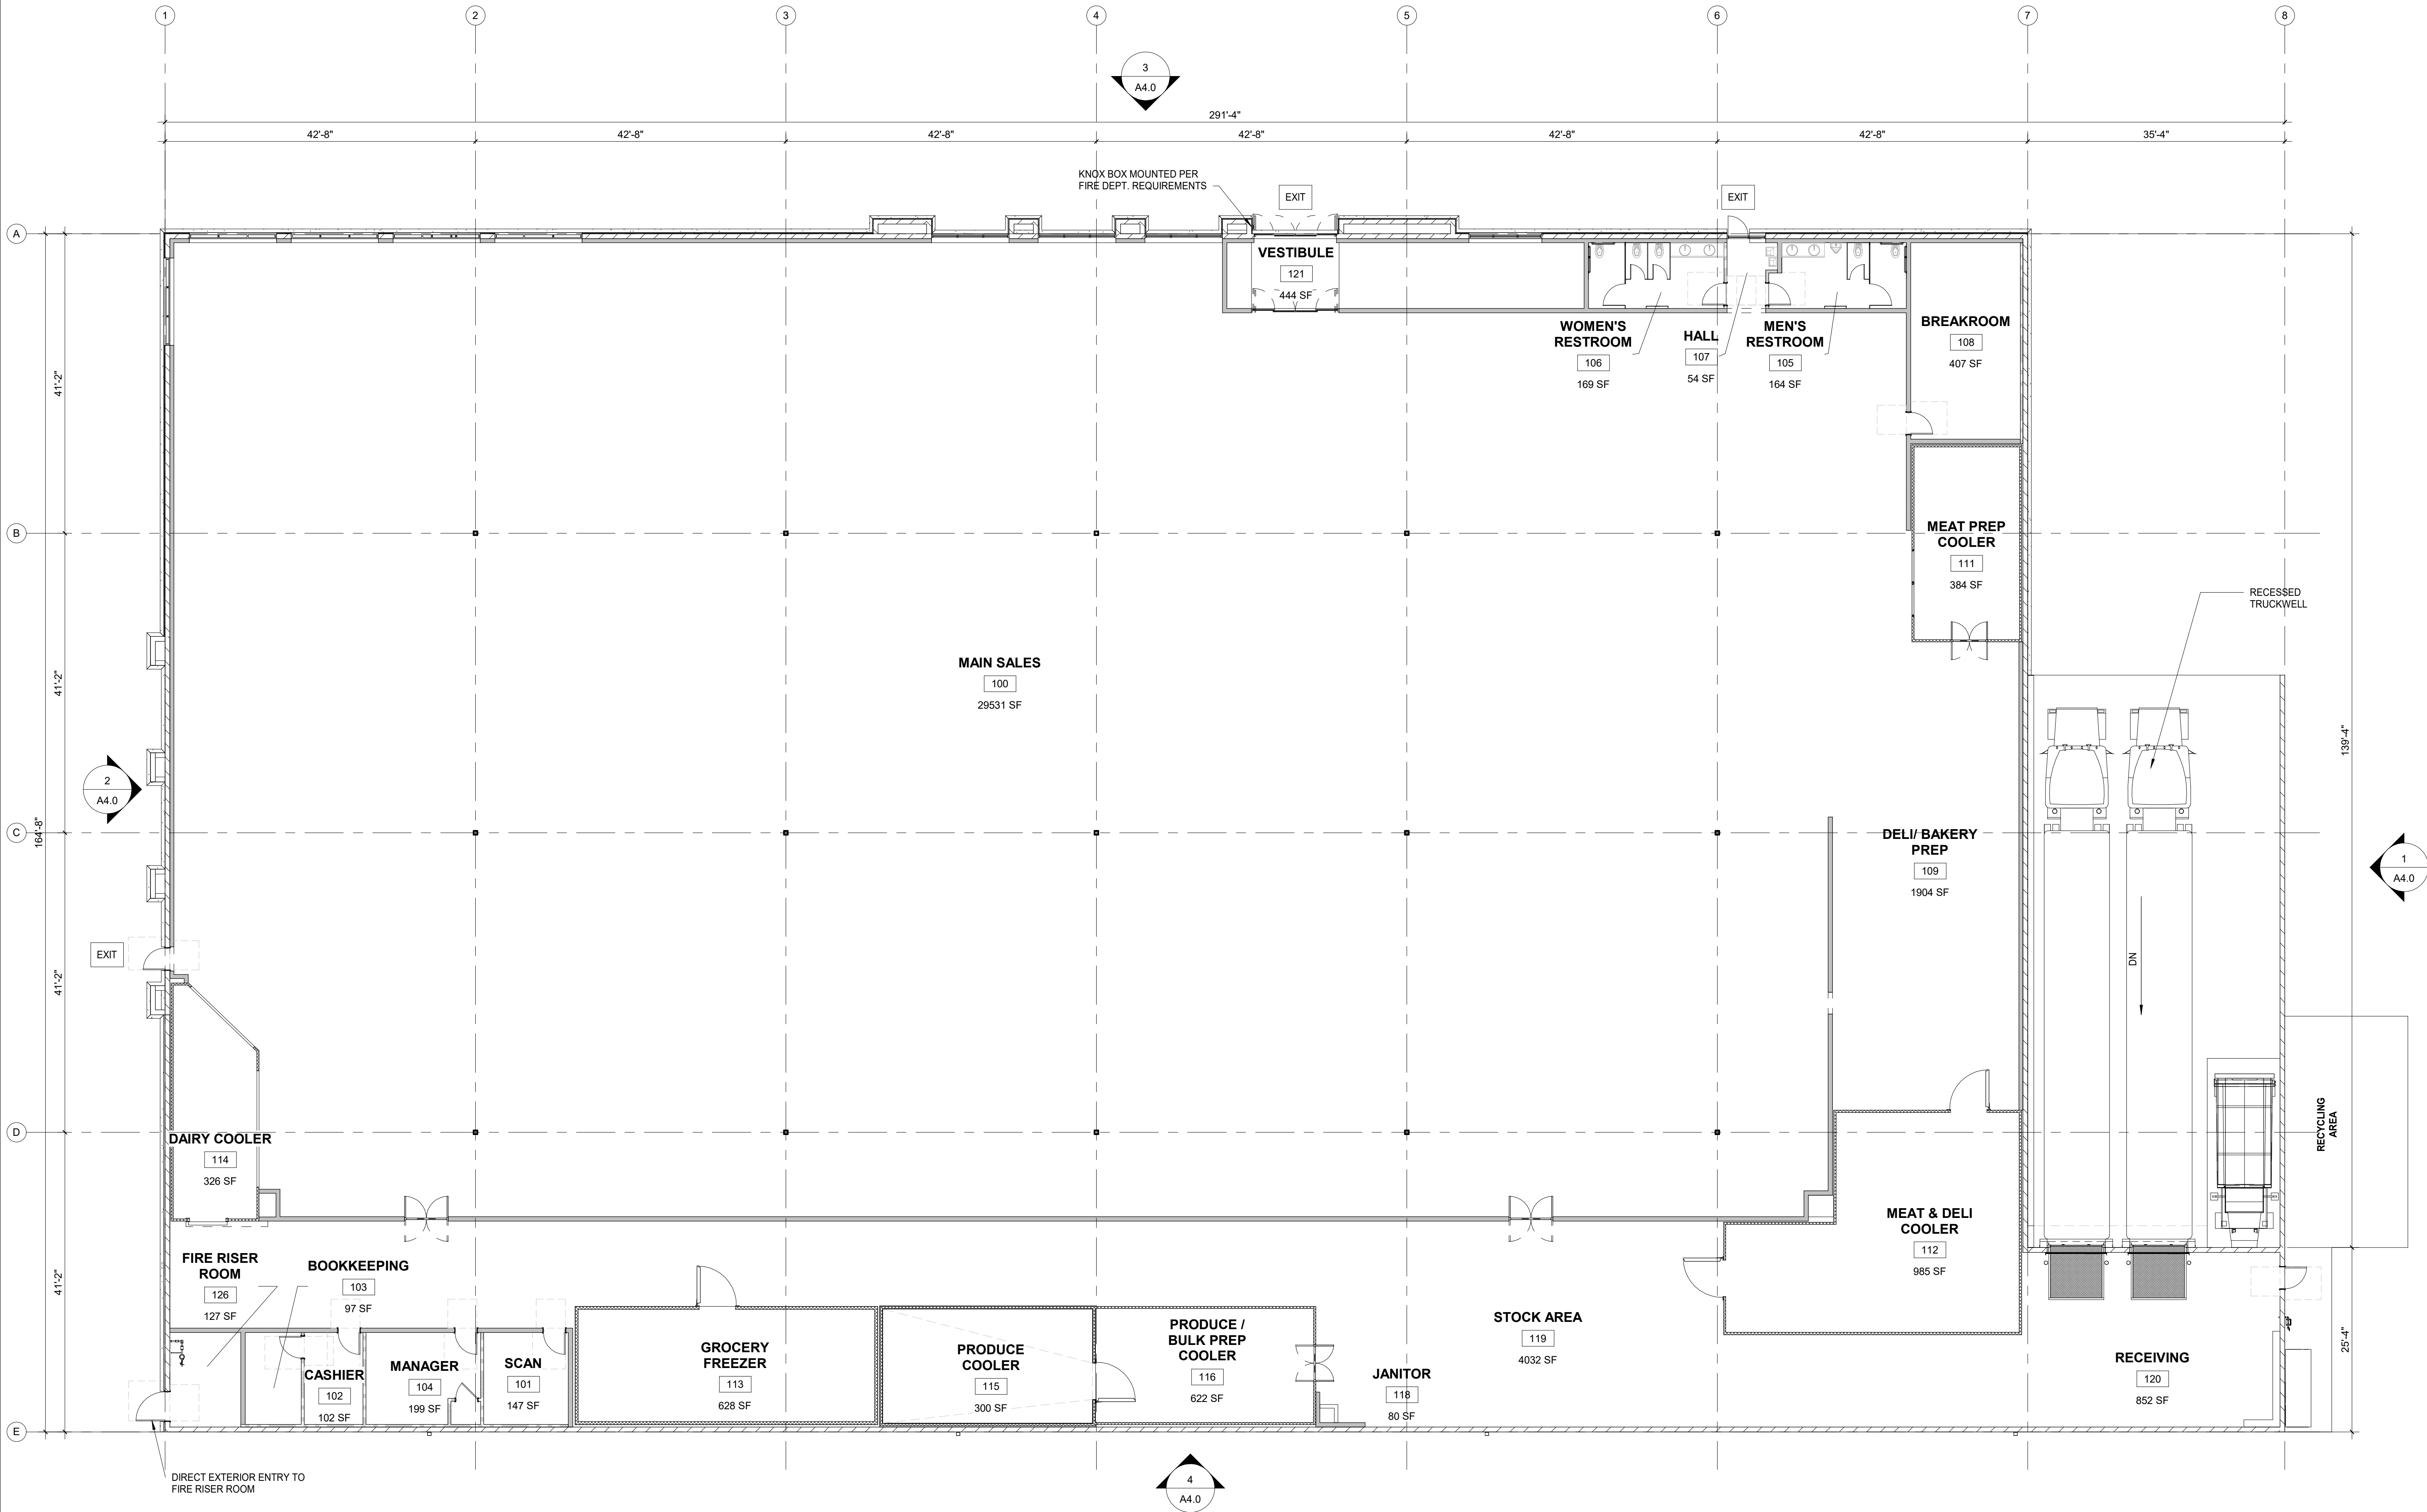 1
2
3
4
5
6
7
8
3
A4.0
291'-4"
42'-8"
42'-8"
42'-8"
42'-8"
42'-8"
42'-8"
35'-4"
KNOX BOX MOUNTED PER
FIRE DEPT. REQUIREMENTS
EXIT
EXIT
A
VESTIBULE
121
444 SF
WOMEN'S
RESTROOM
106
169 SF
HALL
107
54 SF
MEN'S
RESTROOM
105
164 SF
BREAKROOM
108
407 SF
41'-2"
B
MEAT PREP
COOLER
111
384 SF
RECESSED
TRUCKWELL
MAIN SALES
100
29531 SF
41'-2"
139'-4"
2
A4.0
164'-8"
C
DELI/ BAKERY
PREP
109
1904 SF
1
A4.0
EXIT
DN
41'-2"
D
DAIRY COOLER
114
326 SF
RECYCLING
AREA
MEAT & DELI
COOLER
112
985 SF
FIRE RISER
ROOM
126
127 SF
BOOKKEEPING
103
97 SF
41'-2"
CASHIER
102
102 SF
MANAGER
104
199 SF
SCAN
101
147 SF
GROCERY
FREEZER
113
628 SF
PRODUCE
COOLER
115
300 SF
PRODUCE /
BULK PREP
COOLER
116
622 SF
JANITOR
118
80 SF
STOCK AREA
119
4032 SF
RECEIVING
120
852 SF
25'-4"
E
DIRECT EXTERIOR ENTRY TO
FIRE RISER ROOM
4
A4.0